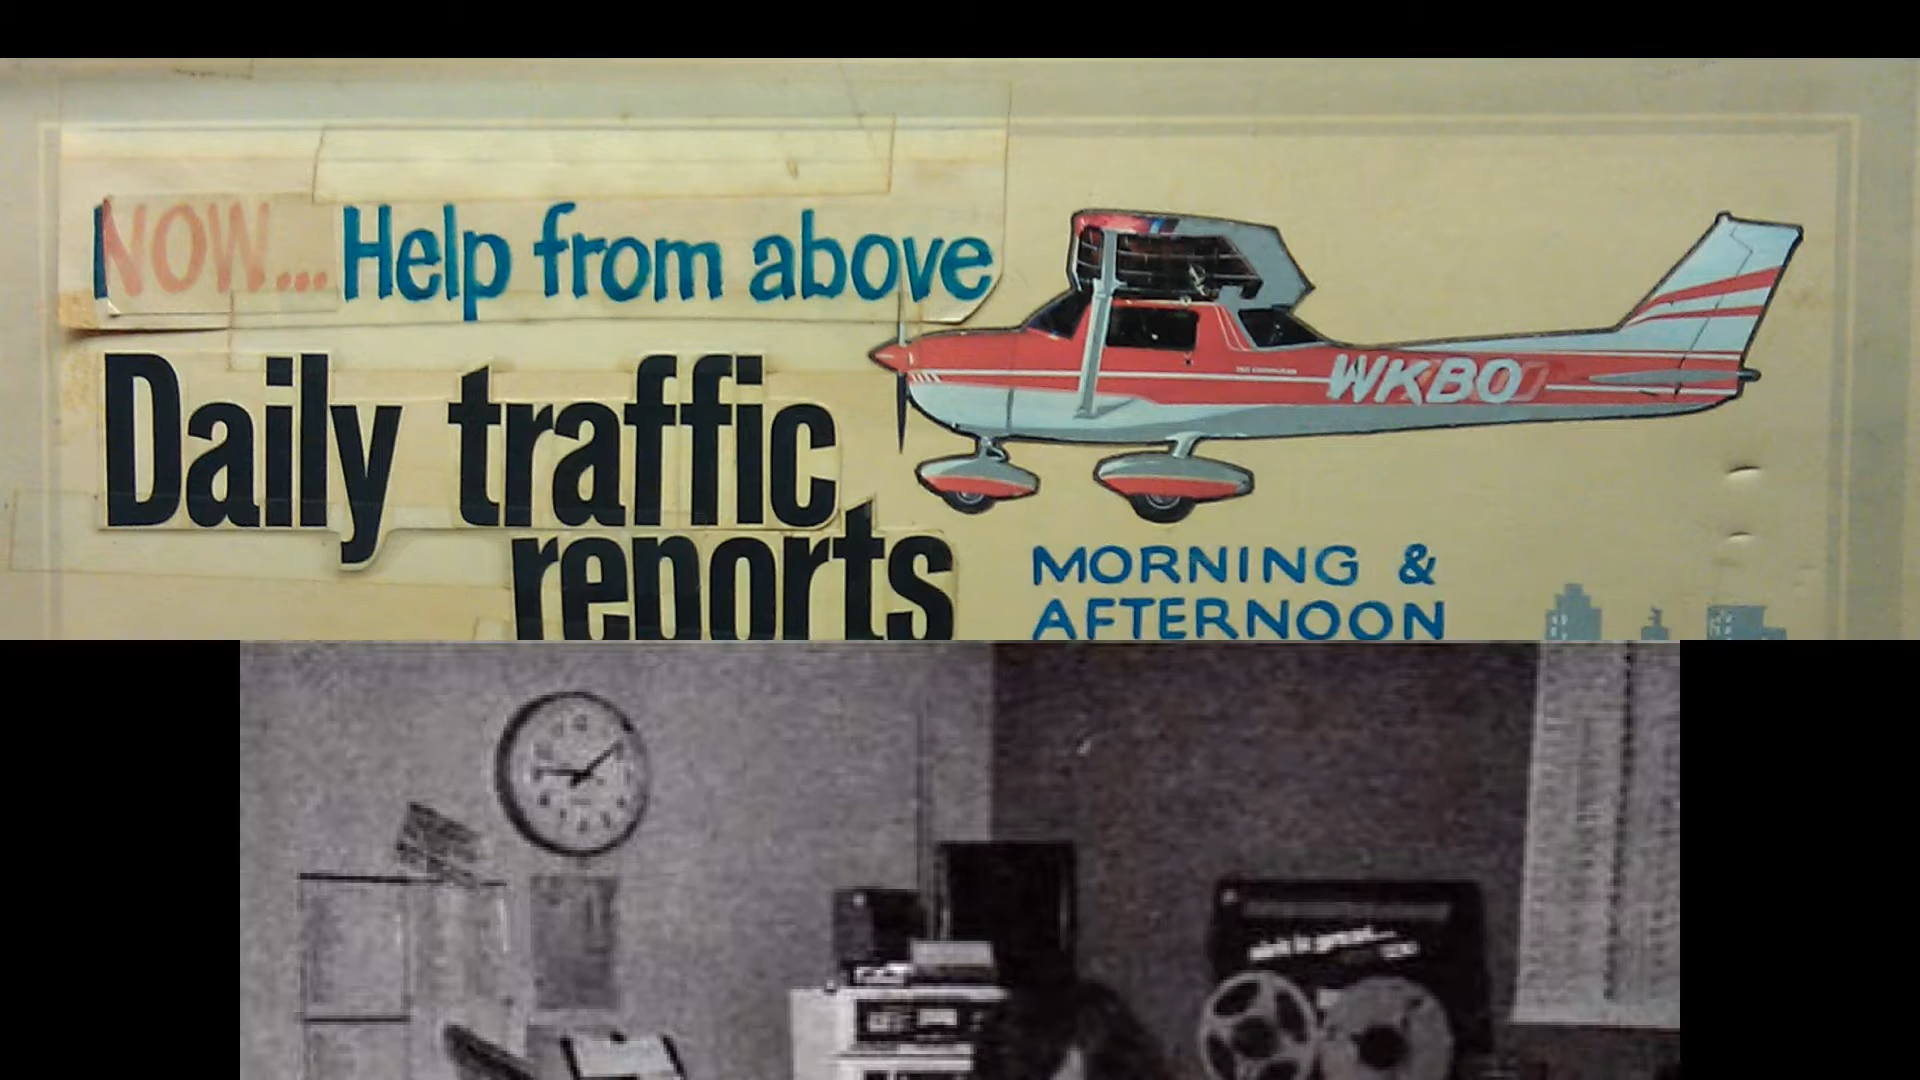 NOW... Help from above
Daily traffic
reports
WKBO
MORNING &
AFTERNOON